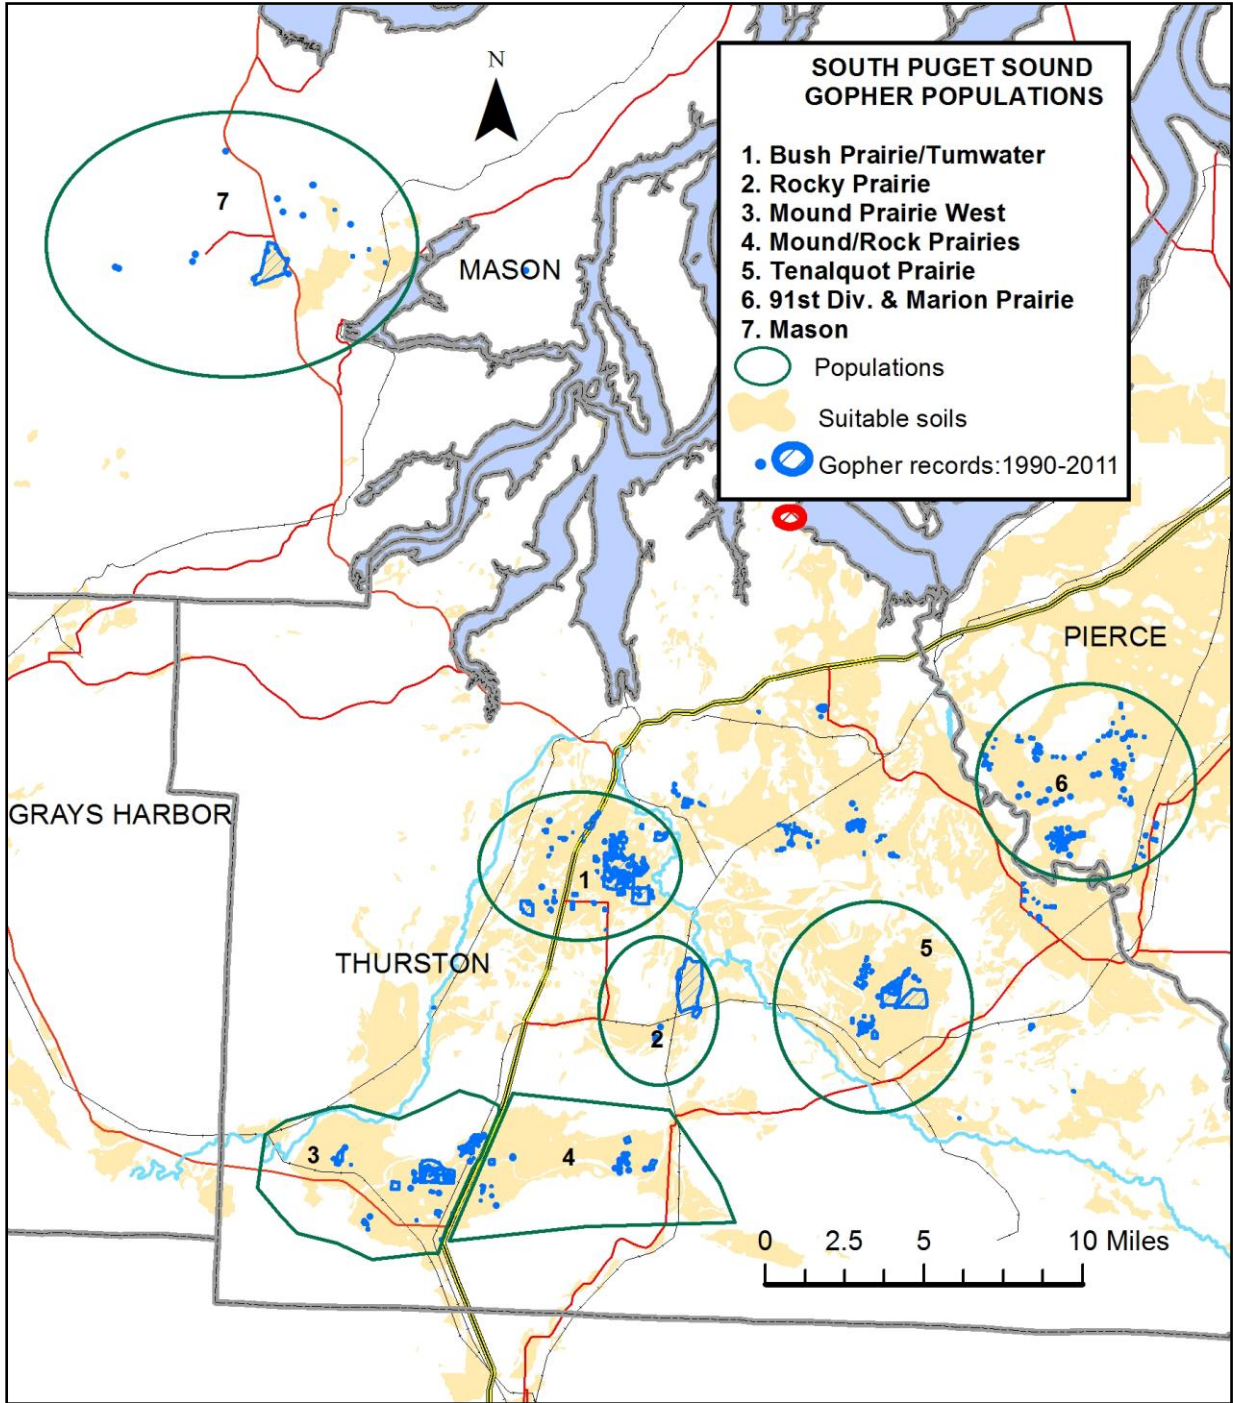 N
SOUTH PUGET SOUND
GOPHER POPULATIONS
1. Bush Prairie/Tumwater
2. Rocky Prairie
3. Mound Prairie West
4. Mound/Rock Prairies
5. Tenalquot Prairie
6. 91st Div. & Marion Prairie
7. Mason
Populations
Suitable soils
Gopher records:1990-2011
7
MASON
PIERCE
6
GRAYS HARBOR
1
THURSTON
5
2
3
4
0 2.5 5 10 Miles